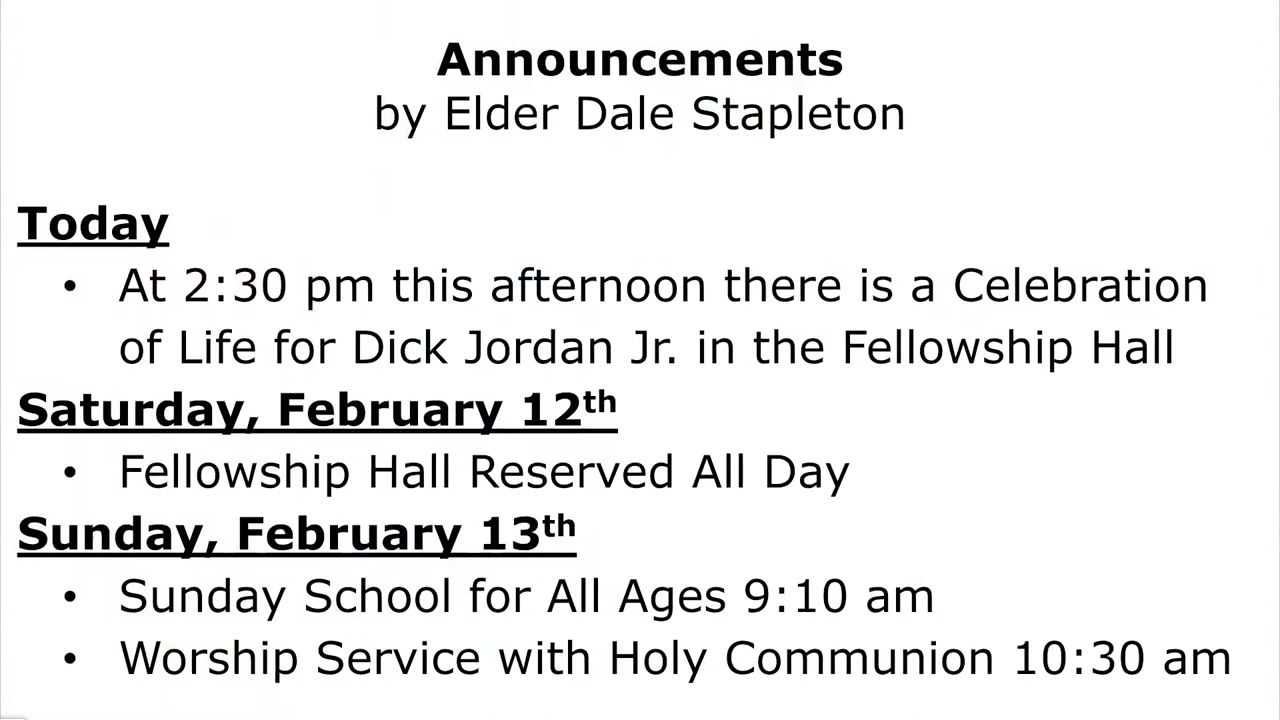 Announcements
by Elder Dale Stapleton
Today
• At 2:30 pm this afternoon there is a Celebration
of Life for Dick Jordan Jr. in the Fellowship Hall
Saturday, February 12th
• Fellowship Hall Reserved All Day
Sunday, February 13th
• Sunday School for All Ages 9:10 am
• Worship Service with Holy Communion 10:30 am